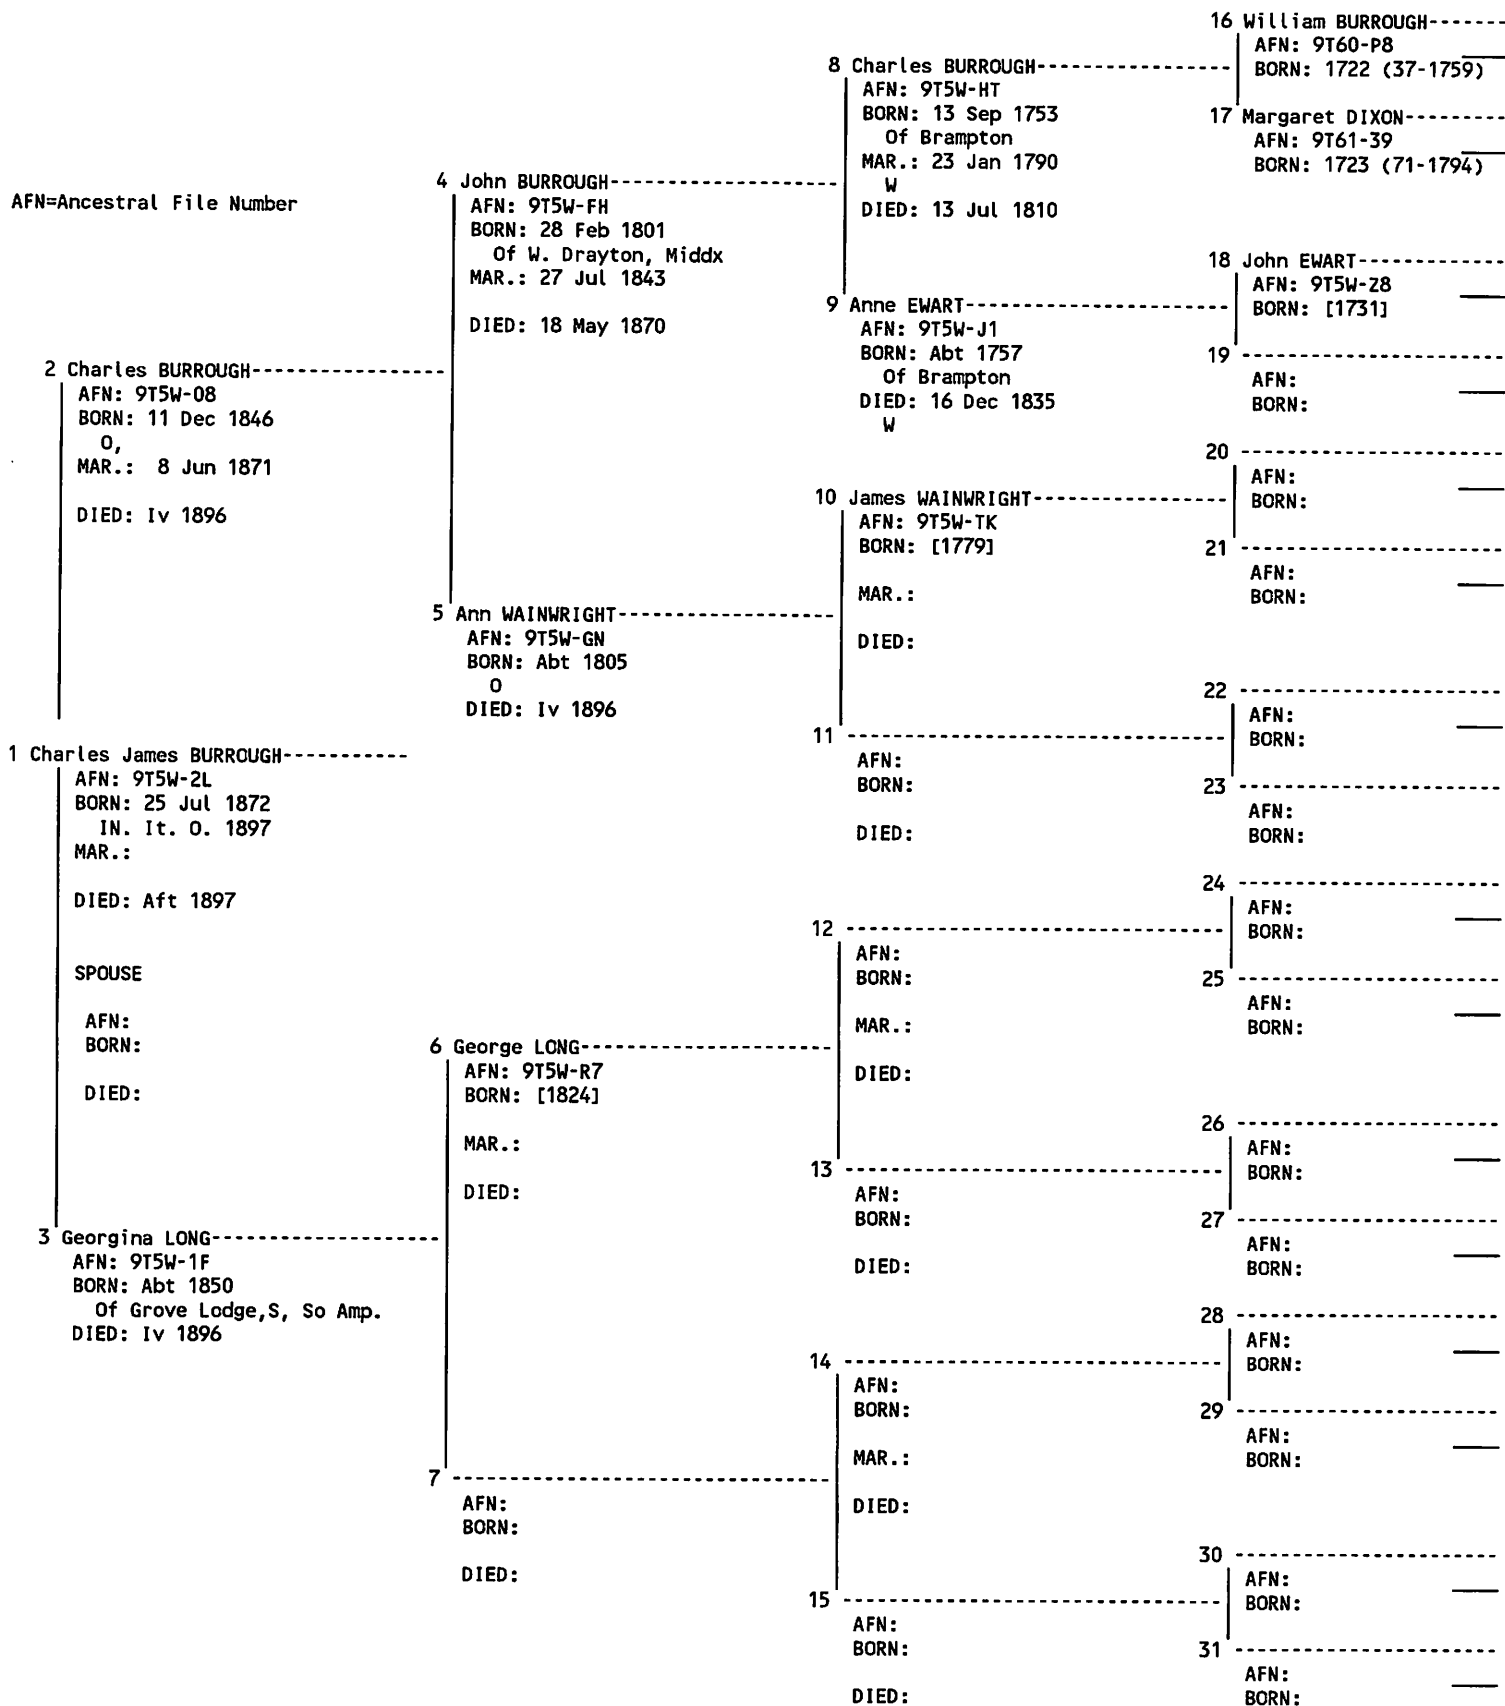 AFN=Ancestral File Number
1 Charles James BURROUGH----------
AFN: 9T5W-2L
BORN: 25 Jul 1872
IN. It. O. 1897
MAR.:
DIED: Aft 1897
SPOUSE
AFN:
BORN:
DIED:
2 Charles BURROUGH----------------
AFN: 9T5W-08
BORN: 11 Dec 1846
O,
MAR.:  8 Jun 1871
DIED: Iv 1896
3 Georgina LONG-------------------
AFN: 9T5W-1F
BORN: Abt 1850
Of Grove Lodge,S, So Amp.
DIED: Iv 1896
4 John BURROUGH-------------------
AFN: 9T5W-FH
BORN: 28 Feb 1801
Of W. Drayton, Middx
MAR.: 27 Jul 1843
DIED: 18 May 1870
5 Ann WAINWRIGHT------------------
AFN: 9T5W-GN
BORN: Abt 1805
O
DIED: Iv 1896
6 George LONG---------------------
AFN: 9T5W-R7
BORN: [1824]
MAR.:
DIED:
7 --------------------------------
AFN:
BORN:
DIED:
8 Charles BURROUGH----------------
AFN: 9T5W-HT
BORN: 13 Sep 1753
Of Brampton
MAR.: 23 Jan 1790
W
DIED: 13 Jul 1810
9 Anne EWART----------------------
AFN: 9T5W-J1
BORN: Abt 1757
Of Brampton
DIED: 16 Dec 1835
W
10 James WAINWRIGHT----------------
AFN: 9T5W-TK
BORN: [1779]
MAR.:
DIED:
11 --------------------------------
AFN:
BORN:
DIED:
12 --------------------------------
AFN:
BORN:
MAR.:
DIED:
13 --------------------------------
AFN:
BORN:
DIED:
14 --------------------------------
AFN:
BORN:
MAR.:
DIED:
15 --------------------------------
AFN:
BORN:
DIED:
16 William BURROUGH-------
AFN: 9T60-P8
BORN: 1722 (37-1759)
17 Margaret DIXON---------
AFN: 9T61-39
BORN: 1723 (71-1794)
18 John EWART-------------
AFN: 9T5W-Z8
BORN: [1731]
19 -----------------------
AFN:
BORN:
20 -----------------------
AFN:
BORN:
21 -----------------------
AFN:
BORN:
22 -----------------------
AFN:
BORN:
23 -----------------------
AFN:
BORN:
24 -----------------------
AFN:
BORN:
25 -----------------------
AFN:
BORN:
26 -----------------------
AFN:
BORN:
27 -----------------------
AFN:
BORN:
28 -----------------------
AFN:
BORN:
29 -----------------------
AFN:
BORN:
30 -----------------------
AFN:
BORN:
31 -----------------------
AFN:
BORN: